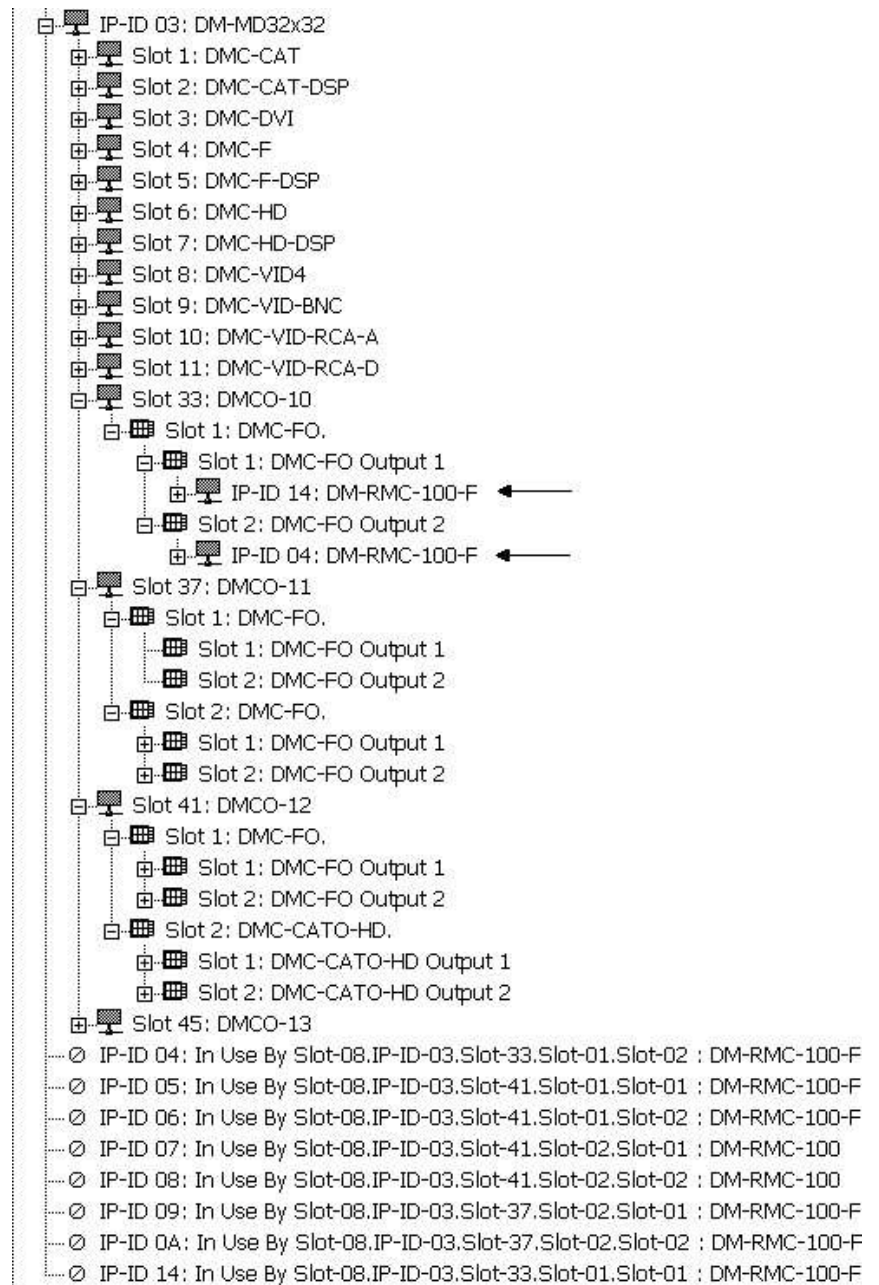 IP-ID 03: DM-MD32x32
Slot 1: DMC-CAT
Slot 2: DMC-CAT-DSP
Slot 3: DMC-DVI
Slot 4: DMC-F
Slot 5: DMC-F-DSP
Slot 6: DMC-HD
Slot 7: DMC-HD-DSP
Slot 8: DMC-VID4
Slot 9: DMC-VID-BNC
Slot 10: DMC-VID-RCA-A
Slot 11: DMC-VID-RCA-D
Slot 33: DMCO-10
Slot 1: DMC-FO.
Slot 1: DMC-FO Output 1
IP-ID 14: DM-RMC-100-F
Slot 2: DMC-FO Output 2
IP-ID 04: DM-RMC-100-F
Slot 37: DMCO-11
Slot 1: DMC-FO.
Slot 1: DMC-FO Output 1
Slot 2: DMC-FO Output 2
Slot 2: DMC-FO.
Slot 1: DMC-FO Output 1
Slot 2: DMC-FO Output 2
Slot 41: DMCO-12
Slot 1: DMC-FO.
Slot 1: DMC-FO Output 1
Slot 2: DMC-FO Output 2
Slot 2: DMC-CATO-HD.
Slot 1: DMC-CATO-HD Output 1
Slot 2: DMC-CATO-HD Output 2
Slot 45: DMCO-13
IP-ID 04: In Use By Slot-08.IP-ID-03.Slot-33.Slot-01.Slot-02 : DM-RMC-100-F
IP-ID 05: In Use By Slot-08.IP-ID-03.Slot-41.Slot-01.Slot-01 : DM-RMC-100-F
IP-ID 06: In Use By Slot-08.IP-ID-03.Slot-41.Slot-01.Slot-02 : DM-RMC-100-F
IP-ID 07: In Use By Slot-08.IP-ID-03.Slot-41.Slot-02.Slot-01 : DM-RMC-100
IP-ID 08: In Use By Slot-08.IP-ID-03.Slot-41.Slot-02.Slot-02 : DM-RMC-100
IP-ID 09: In Use By Slot-08.IP-ID-03.Slot-37.Slot-02.Slot-01 : DM-RMC-100-F
IP-ID 0A: In Use By Slot-08.IP-ID-03.Slot-37.Slot-02.Slot-02 : DM-RMC-100-F
IP-ID 14: In Use By Slot-08.IP-ID-03.Slot-33.Slot-01.Slot-01 : DM-RMC-100-F